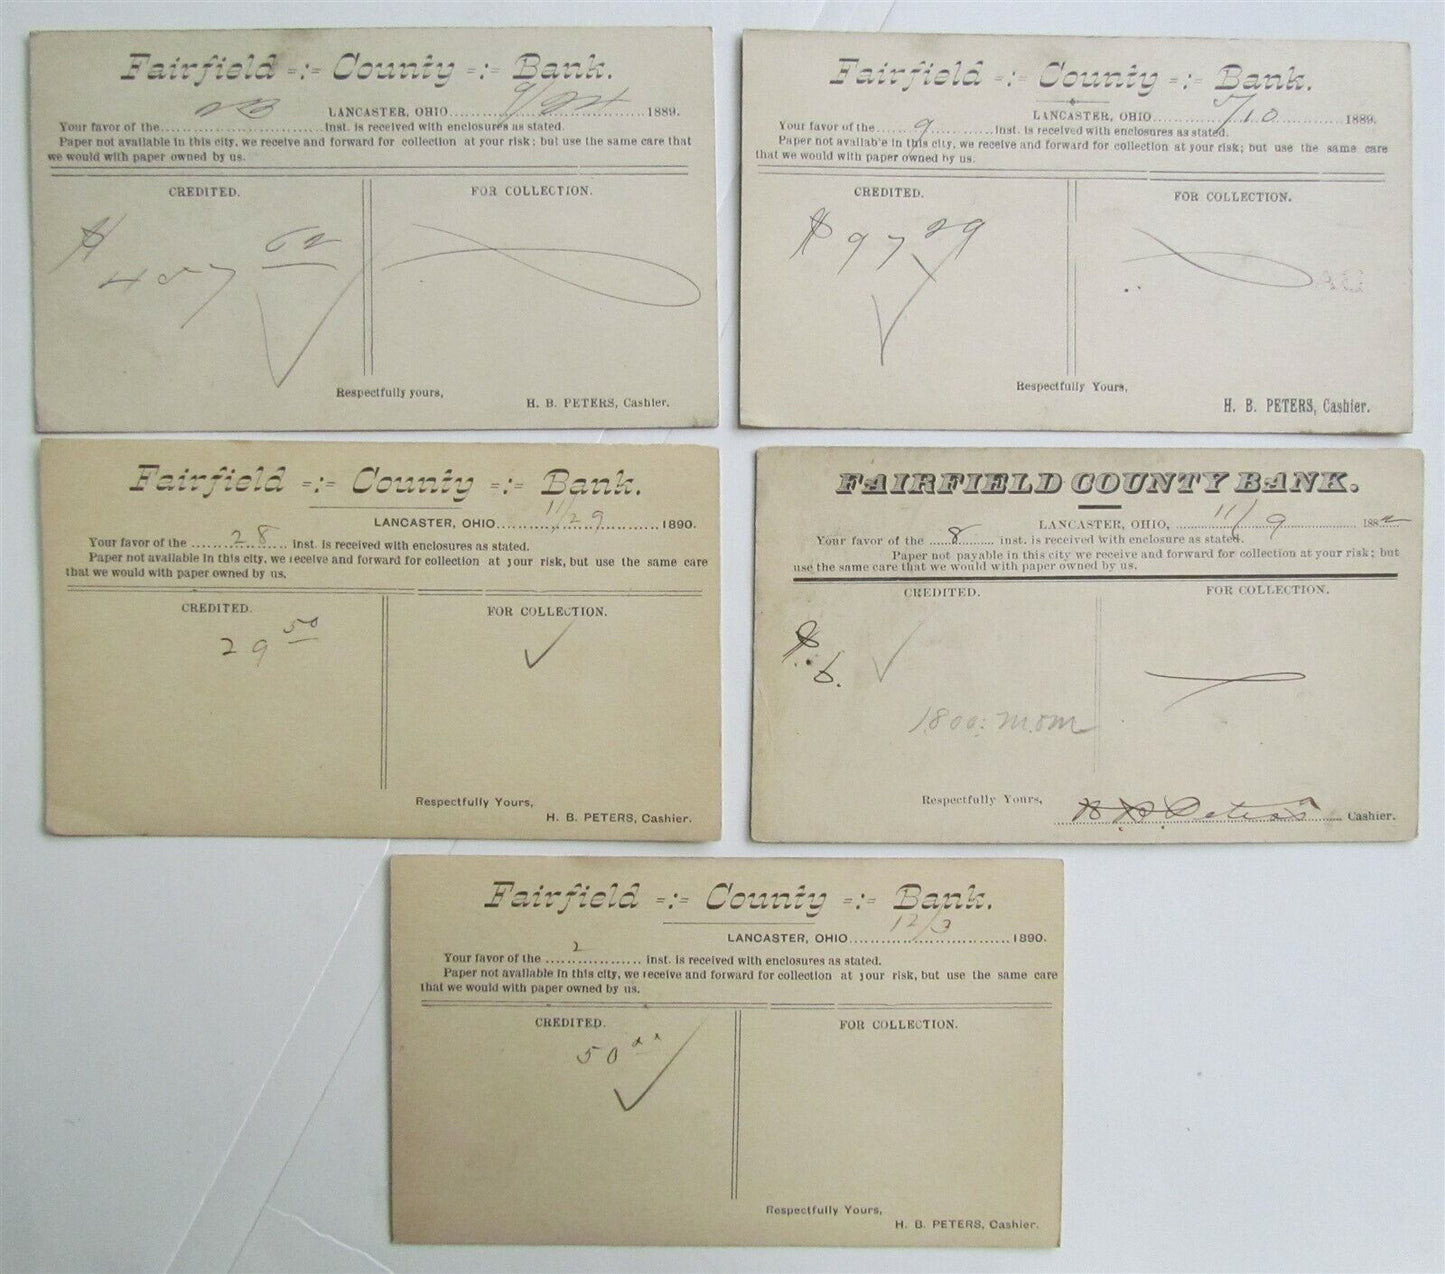 Fairfield -:- County -:- Bank.
LANCASTER, OHIO 9/24 1889.
Your favor of the 23 inst. is received with enclosures as stated.
Paper not available in this city, we receive and forward for collection at your risk; but use the same care that
we would with paper owned by us.
CREDITED. FOR COLLECTION.
$ 457 62
Respectfully yours,
H. B. PETERS, Cashier.
Fairfield -:- County -:- Bank.
LANCASTER, OHIO 5/10 1889.
Your favor of the 9 inst. is received with enclosures as stated.
Paper not available in this city, we receive and forward for collection at your risk; but use the same care
that we would with paper owned by us.
CREDITED. FOR COLLECTION.
$ 97 29
Respectfully Yours,
H. B. PETERS, Cashier.
Fairfield -:- County -:- Bank.
LANCASTER, OHIO 11/29 1890.
Your favor of the 28 inst. is received with enclosures as stated.
Paper not available in this city, we receive and forward for collection at your risk, but use the same care
that we would with paper owned by us.
CREDITED. FOR COLLECTION.
29 50
Respectfully Yours,
H. B. PETERS, Cashier.
FAIRFIELD COUNTY BANK.
LANCASTER, OHIO, 11/9 1882
Your favor of the 8 inst. is received with enclosure as stated.
Paper not payable in this city we receive and forward for collection at your risk; but
use the same care that we would with paper owned by us.
CREDITED. FOR COLLECTION.
$. 6.
1800:
Respectfully Yours,
H. B. Peters Cashier.
Fairfield -:- County -:- Bank.
LANCASTER, OHIO 12/3 1890.
Your favor of the 2 inst. is received with enclosures as stated.
Paper not available in this city, we receive and forward for collection at your risk, but use the same care
that we would with paper owned by us.
CREDITED. FOR COLLECTION.
50
Respectfully Yours,
H. B. PETERS, Cashier.